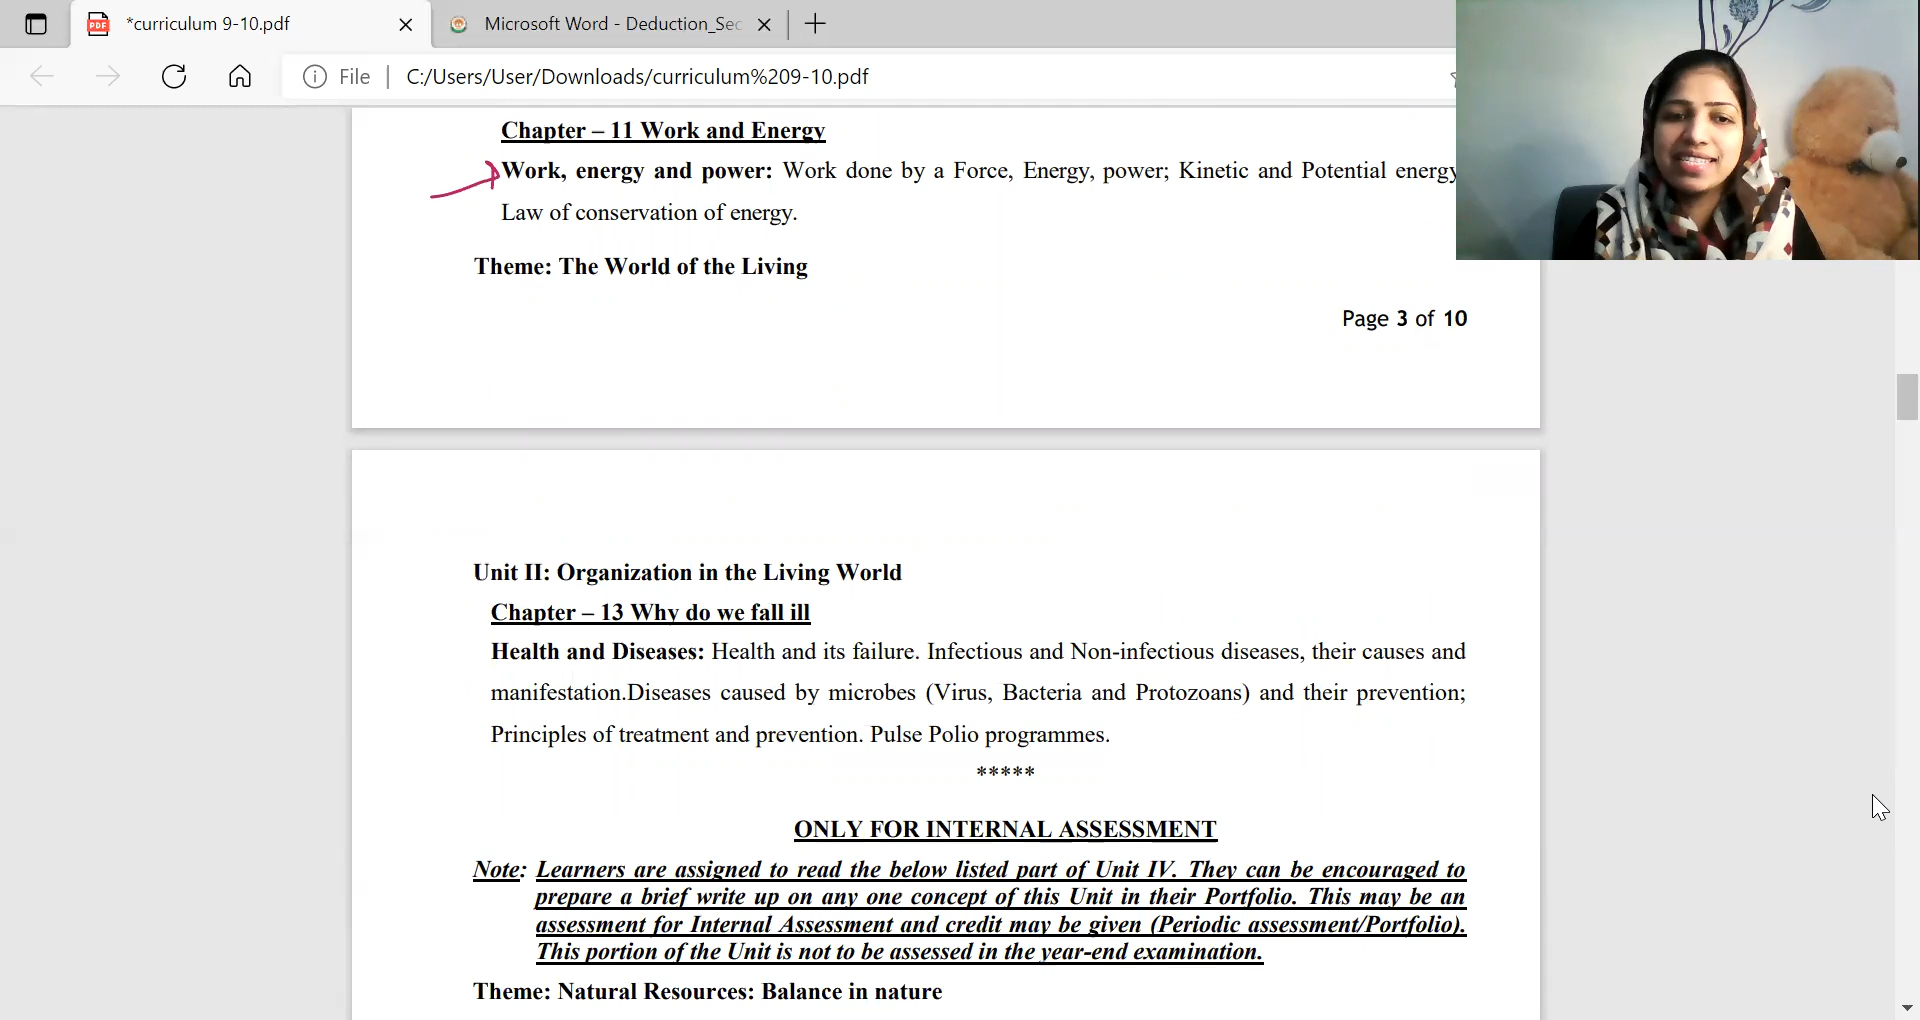 *curriculum 9-10.pdf
Microsoft Word - Deduction_Sec
File
C:/Users/User/Downloads/curriculum%209-10.pdf
Chapter – 11 Work and Energy
Work, energy and power: Work done by a Force, Energy, power; Kinetic and Potential energy
Law of conservation of energy.
Theme: The World of the Living
Page 3 of 10
Unit II: Organization in the Living World
Chapter – 13 Why do we fall ill
Health and Diseases: Health and its failure. Infectious and Non-infectious diseases, their causes and
manifestation.Diseases caused by microbes (Virus, Bacteria and Protozoans) and their prevention;
Principles of treatment and prevention. Pulse Polio programmes.
*****
ONLY FOR INTERNAL ASSESSMENT
Note: Learners are assigned to read the below listed part of Unit IV. They can be encouraged to
prepare a brief write up on any one concept of this Unit in their Portfolio. This may be an
assessment for Internal Assessment and credit may be given (Periodic assessment/Portfolio).
This portion of the Unit is not to be assessed in the year-end examination.
Theme: Natural Resources: Balance in nature